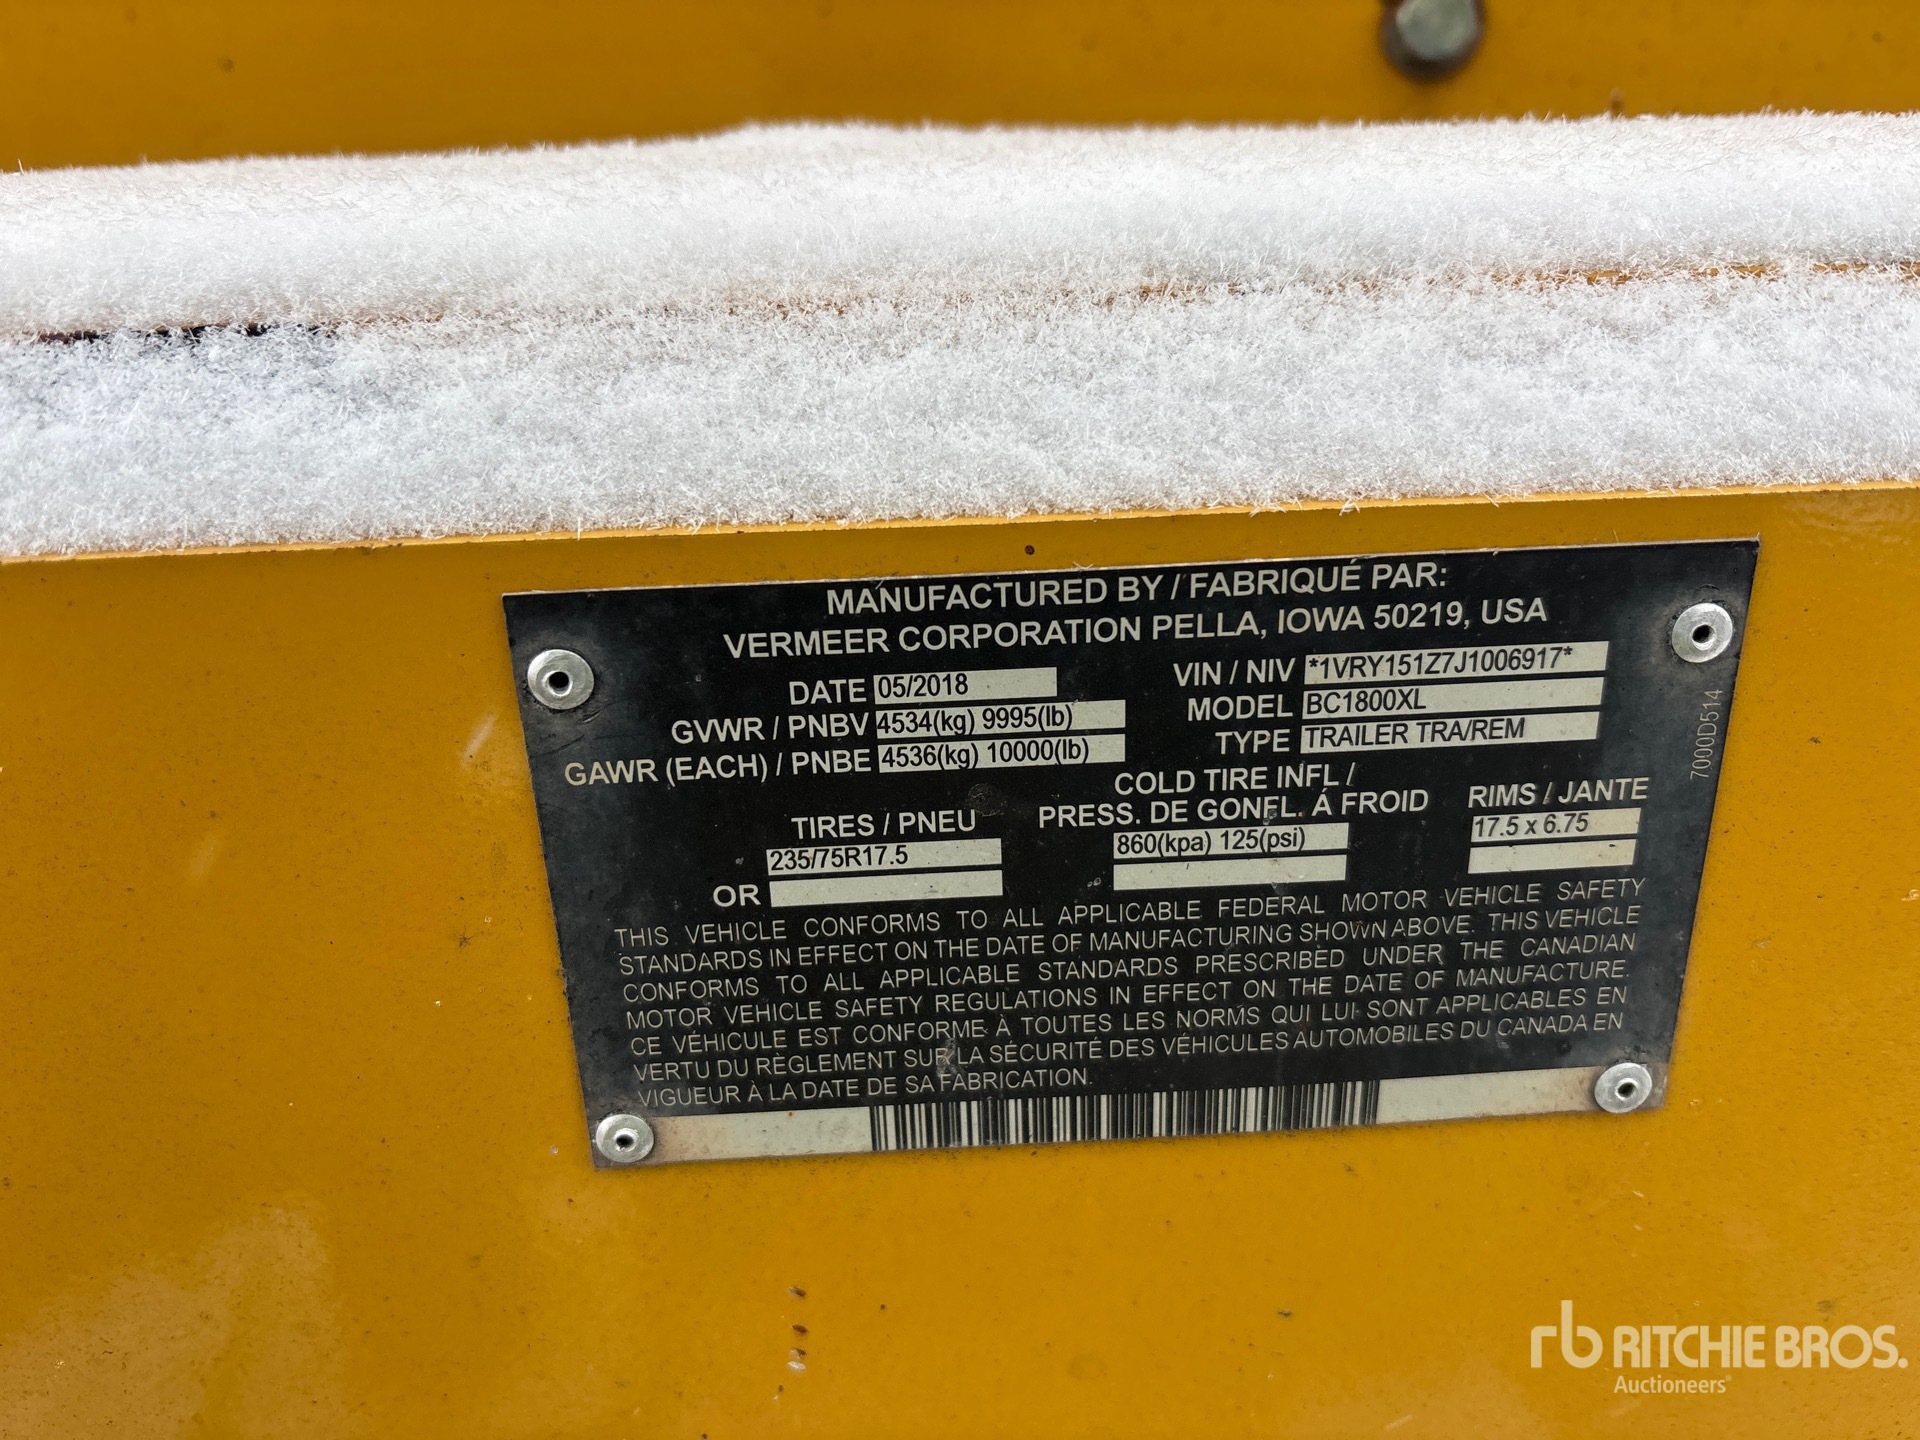 MANUFACTURED BY / FABRIQUÉ PAR:
VERMEER CORPORATION PELLA, IOWA 50219, USA
DATE 05/2018
VIN / NIV *1VRY151Z7J1006917*
GVWR / PNBV 4534(kg) 9995(lb)
MODEL BC1800XL
GAWR (EACH) / PNBE 4536(kg) 10000(lb)
TYPE TRAILER TRA/REM
7000D514
TIRES / PNEU
COLD TIRE INFL /
PRESS. DE GONFL. Á FROID
RIMS / JANTE
235/75R17.5
860(kpa) 125(psi)
17.5 x 6.75
OR
THIS VEHICLE CONFORMS TO ALL APPLICABLE FEDERAL MOTOR VEHICLE SAFETY
STANDARDS IN EFFECT ON THE DATE OF MANUFACTURING SHOWN ABOVE. THIS VEHICLE
CONFORMS TO ALL APPLICABLE STANDARDS PRESCRIBED UNDER THE CANADIAN
MOTOR VEHICLE SAFETY REGULATIONS IN EFFECT ON THE DATE OF MANUFACTURE.
CE VÉHICULE EST CONFORME À TOUTES LES NORMS QUI LUI SONT APPLICABLES EN
VERTU DU RÈGLEMENT SUR LA SÉCURITÉ DES VÉHICULES AUTOMOBILES DU CANADA EN
VIGUEUR À LA DATE DE SA FABRICATION.
rb RITCHIE BROS.
Auctioneers